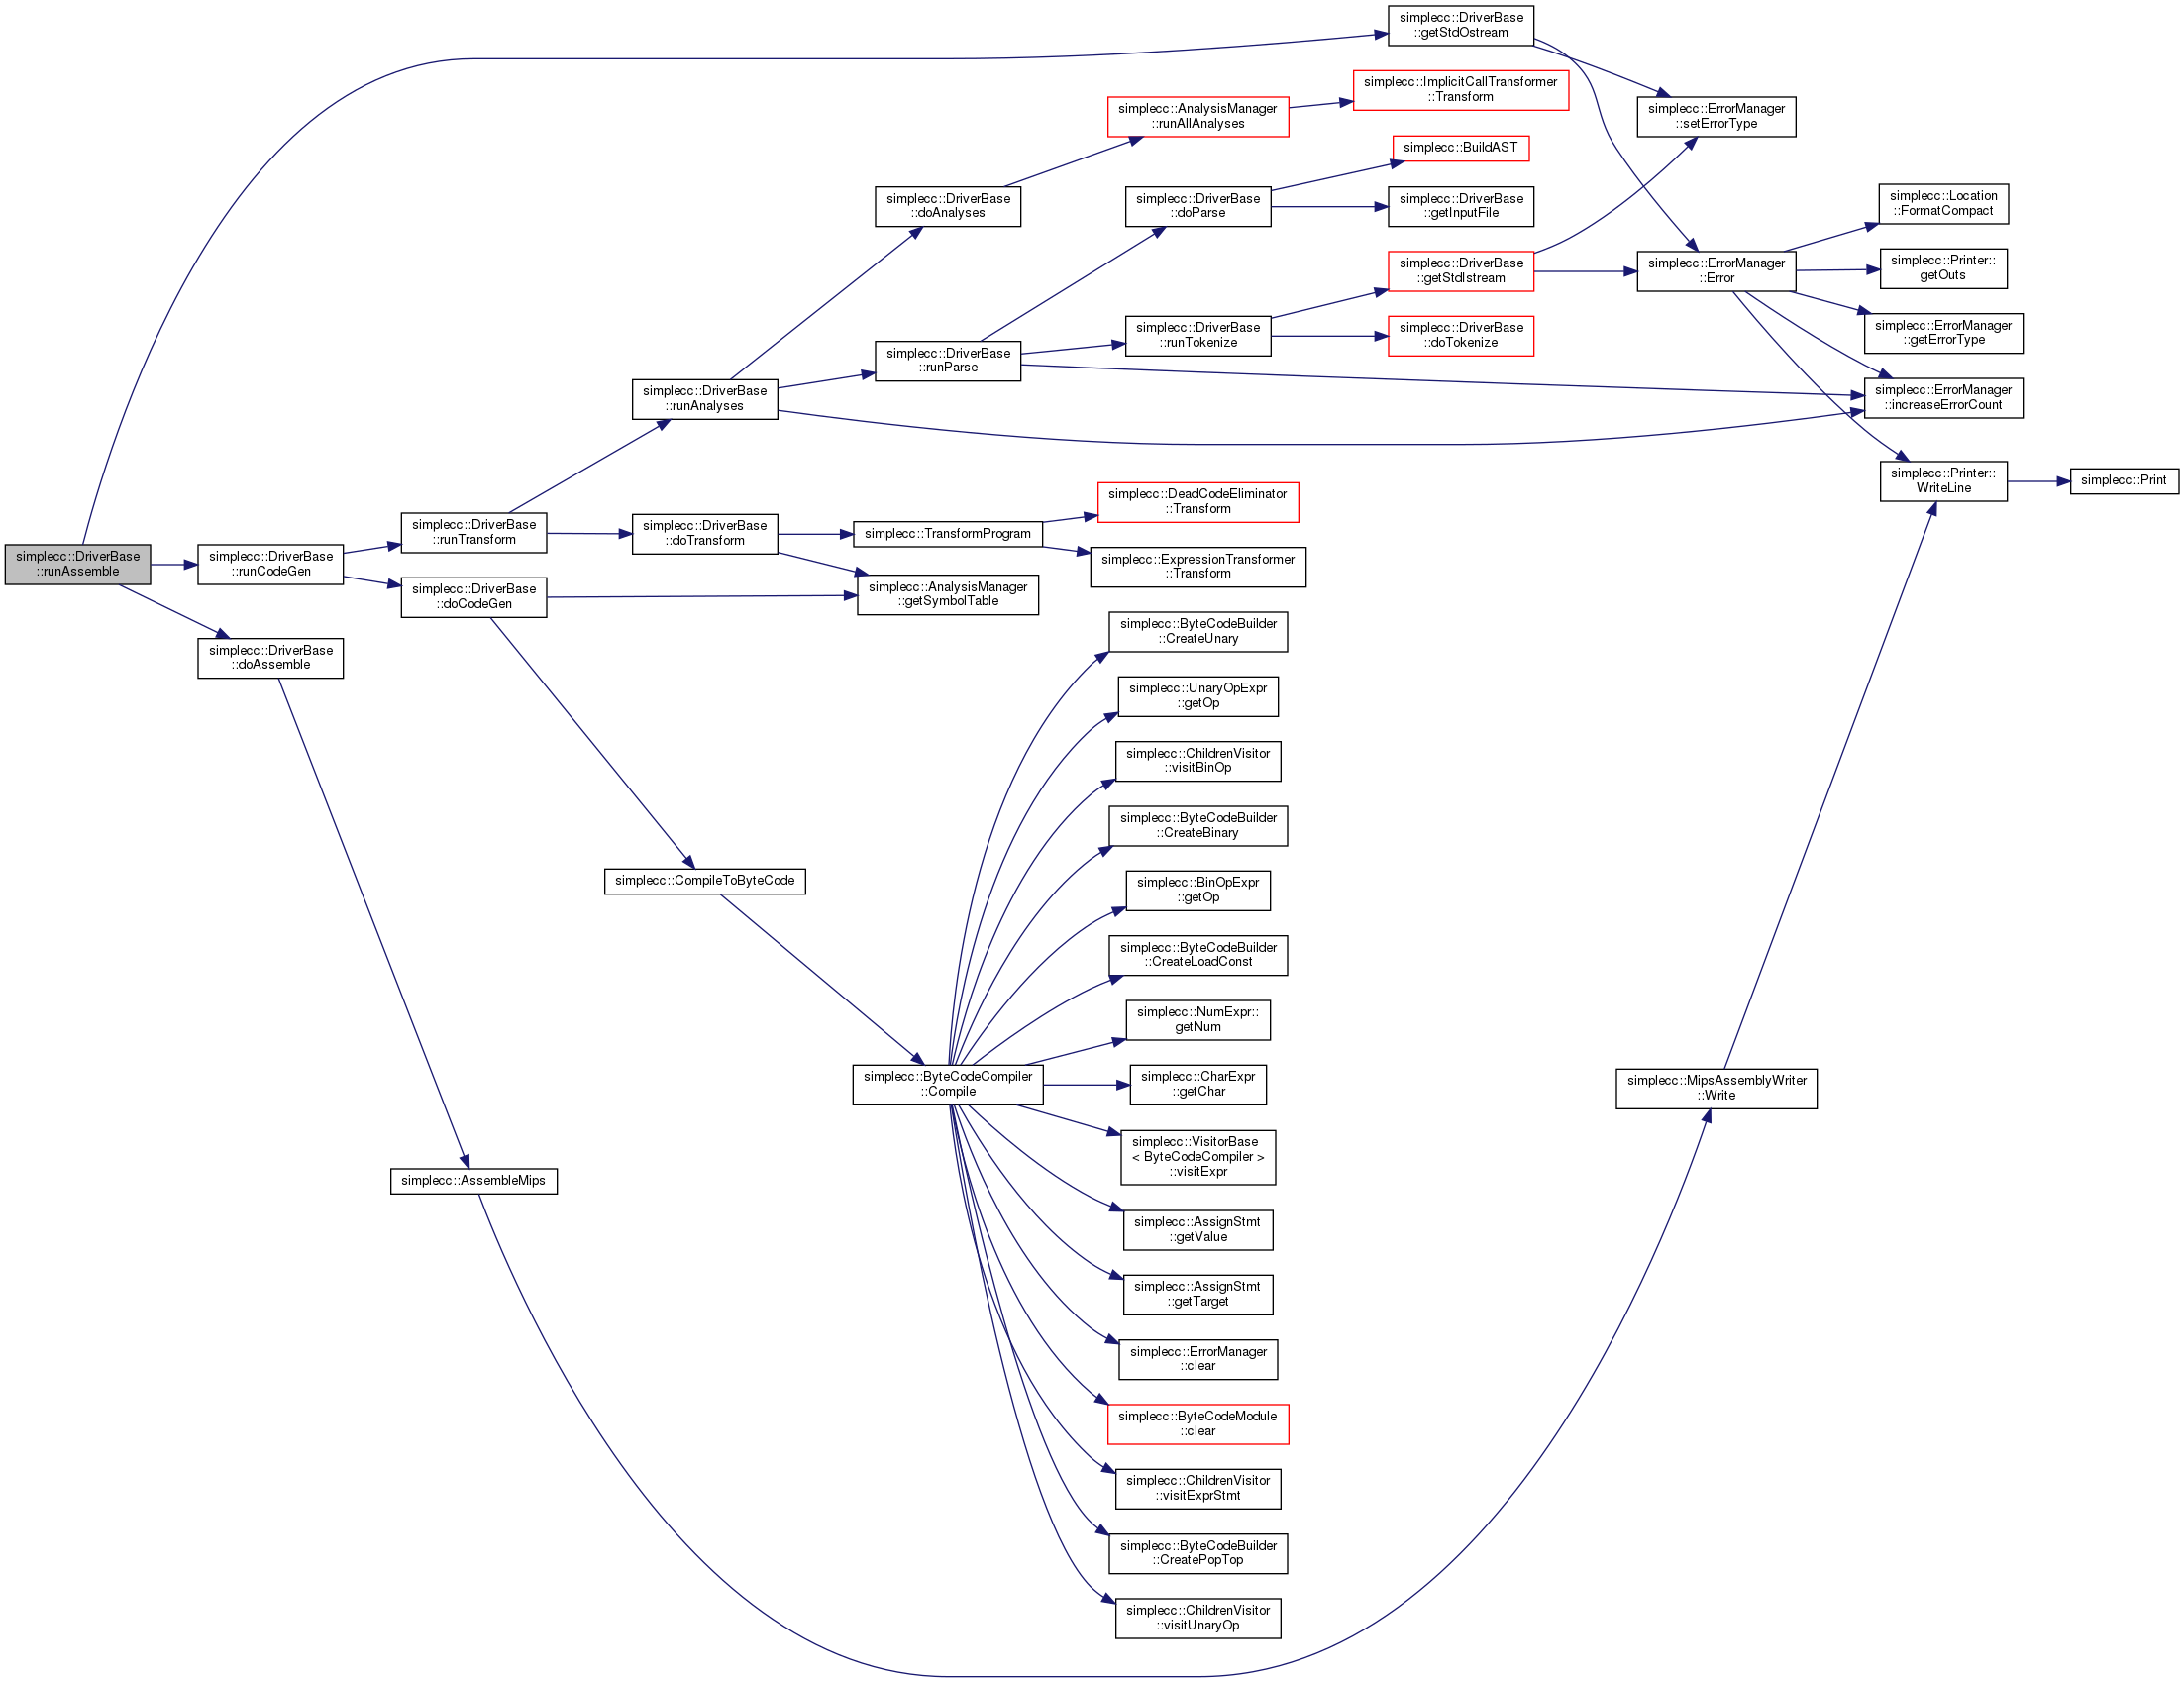 simplecc::DriverBase
::runAssemble
simplecc::DriverBase
::runCodeGen
simplecc::DriverBase
::doAssemble
simplecc::DriverBase
::runTransform
simplecc::DriverBase
::doCodeGen
simplecc::AssembleMips
simplecc::DriverBase
::runAnalyses
simplecc::DriverBase
::doTransform
simplecc::CompileToByteCode
simplecc::DriverBase
::doAnalyses
simplecc::DriverBase
::runParse
simplecc::TransformProgram
simplecc::AnalysisManager
::getSymbolTable
simplecc::ByteCodeCompiler
::Compile
simplecc::AnalysisManager
::runAllAnalyses
simplecc::DriverBase
::doParse
simplecc::DriverBase
::runTokenize
simplecc::DeadCodeEliminator
::Transform
simplecc::ExpressionTransformer
::Transform
simplecc::ByteCodeBuilder
::CreateUnary
simplecc::UnaryOpExpr
::getOp
simplecc::ChildrenVisitor
::visitBinOp
simplecc::ByteCodeBuilder
::CreateBinary
simplecc::BinOpExpr
::getOp
simplecc::ByteCodeBuilder
::CreateLoadConst
simplecc::NumExpr::
getNum
simplecc::CharExpr
::getChar
simplecc::VisitorBase
< ByteCodeCompiler >
::visitExpr
simplecc::AssignStmt
::getValue
simplecc::AssignStmt
::getTarget
simplecc::ErrorManager
::clear
simplecc::ByteCodeModule
::clear
simplecc::ChildrenVisitor
::visitExprStmt
simplecc::ByteCodeBuilder
::CreatePopTop
simplecc::ChildrenVisitor
::visitUnaryOp
simplecc::DriverBase
::getStdOstream
simplecc::ImplicitCallTransformer
::Transform
simplecc::BuildAST
simplecc::DriverBase
::getInputFile
simplecc::DriverBase
::getStdIstream
simplecc::DriverBase
::doTokenize
simplecc::ErrorManager
::setErrorType
simplecc::ErrorManager
::Error
simplecc::MipsAssemblyWriter
::Write
simplecc::Location
::FormatCompact
simplecc::Printer::
getOuts
simplecc::ErrorManager
::getErrorType
simplecc::ErrorManager
::increaseErrorCount
simplecc::Printer::
WriteLine
simplecc::Print